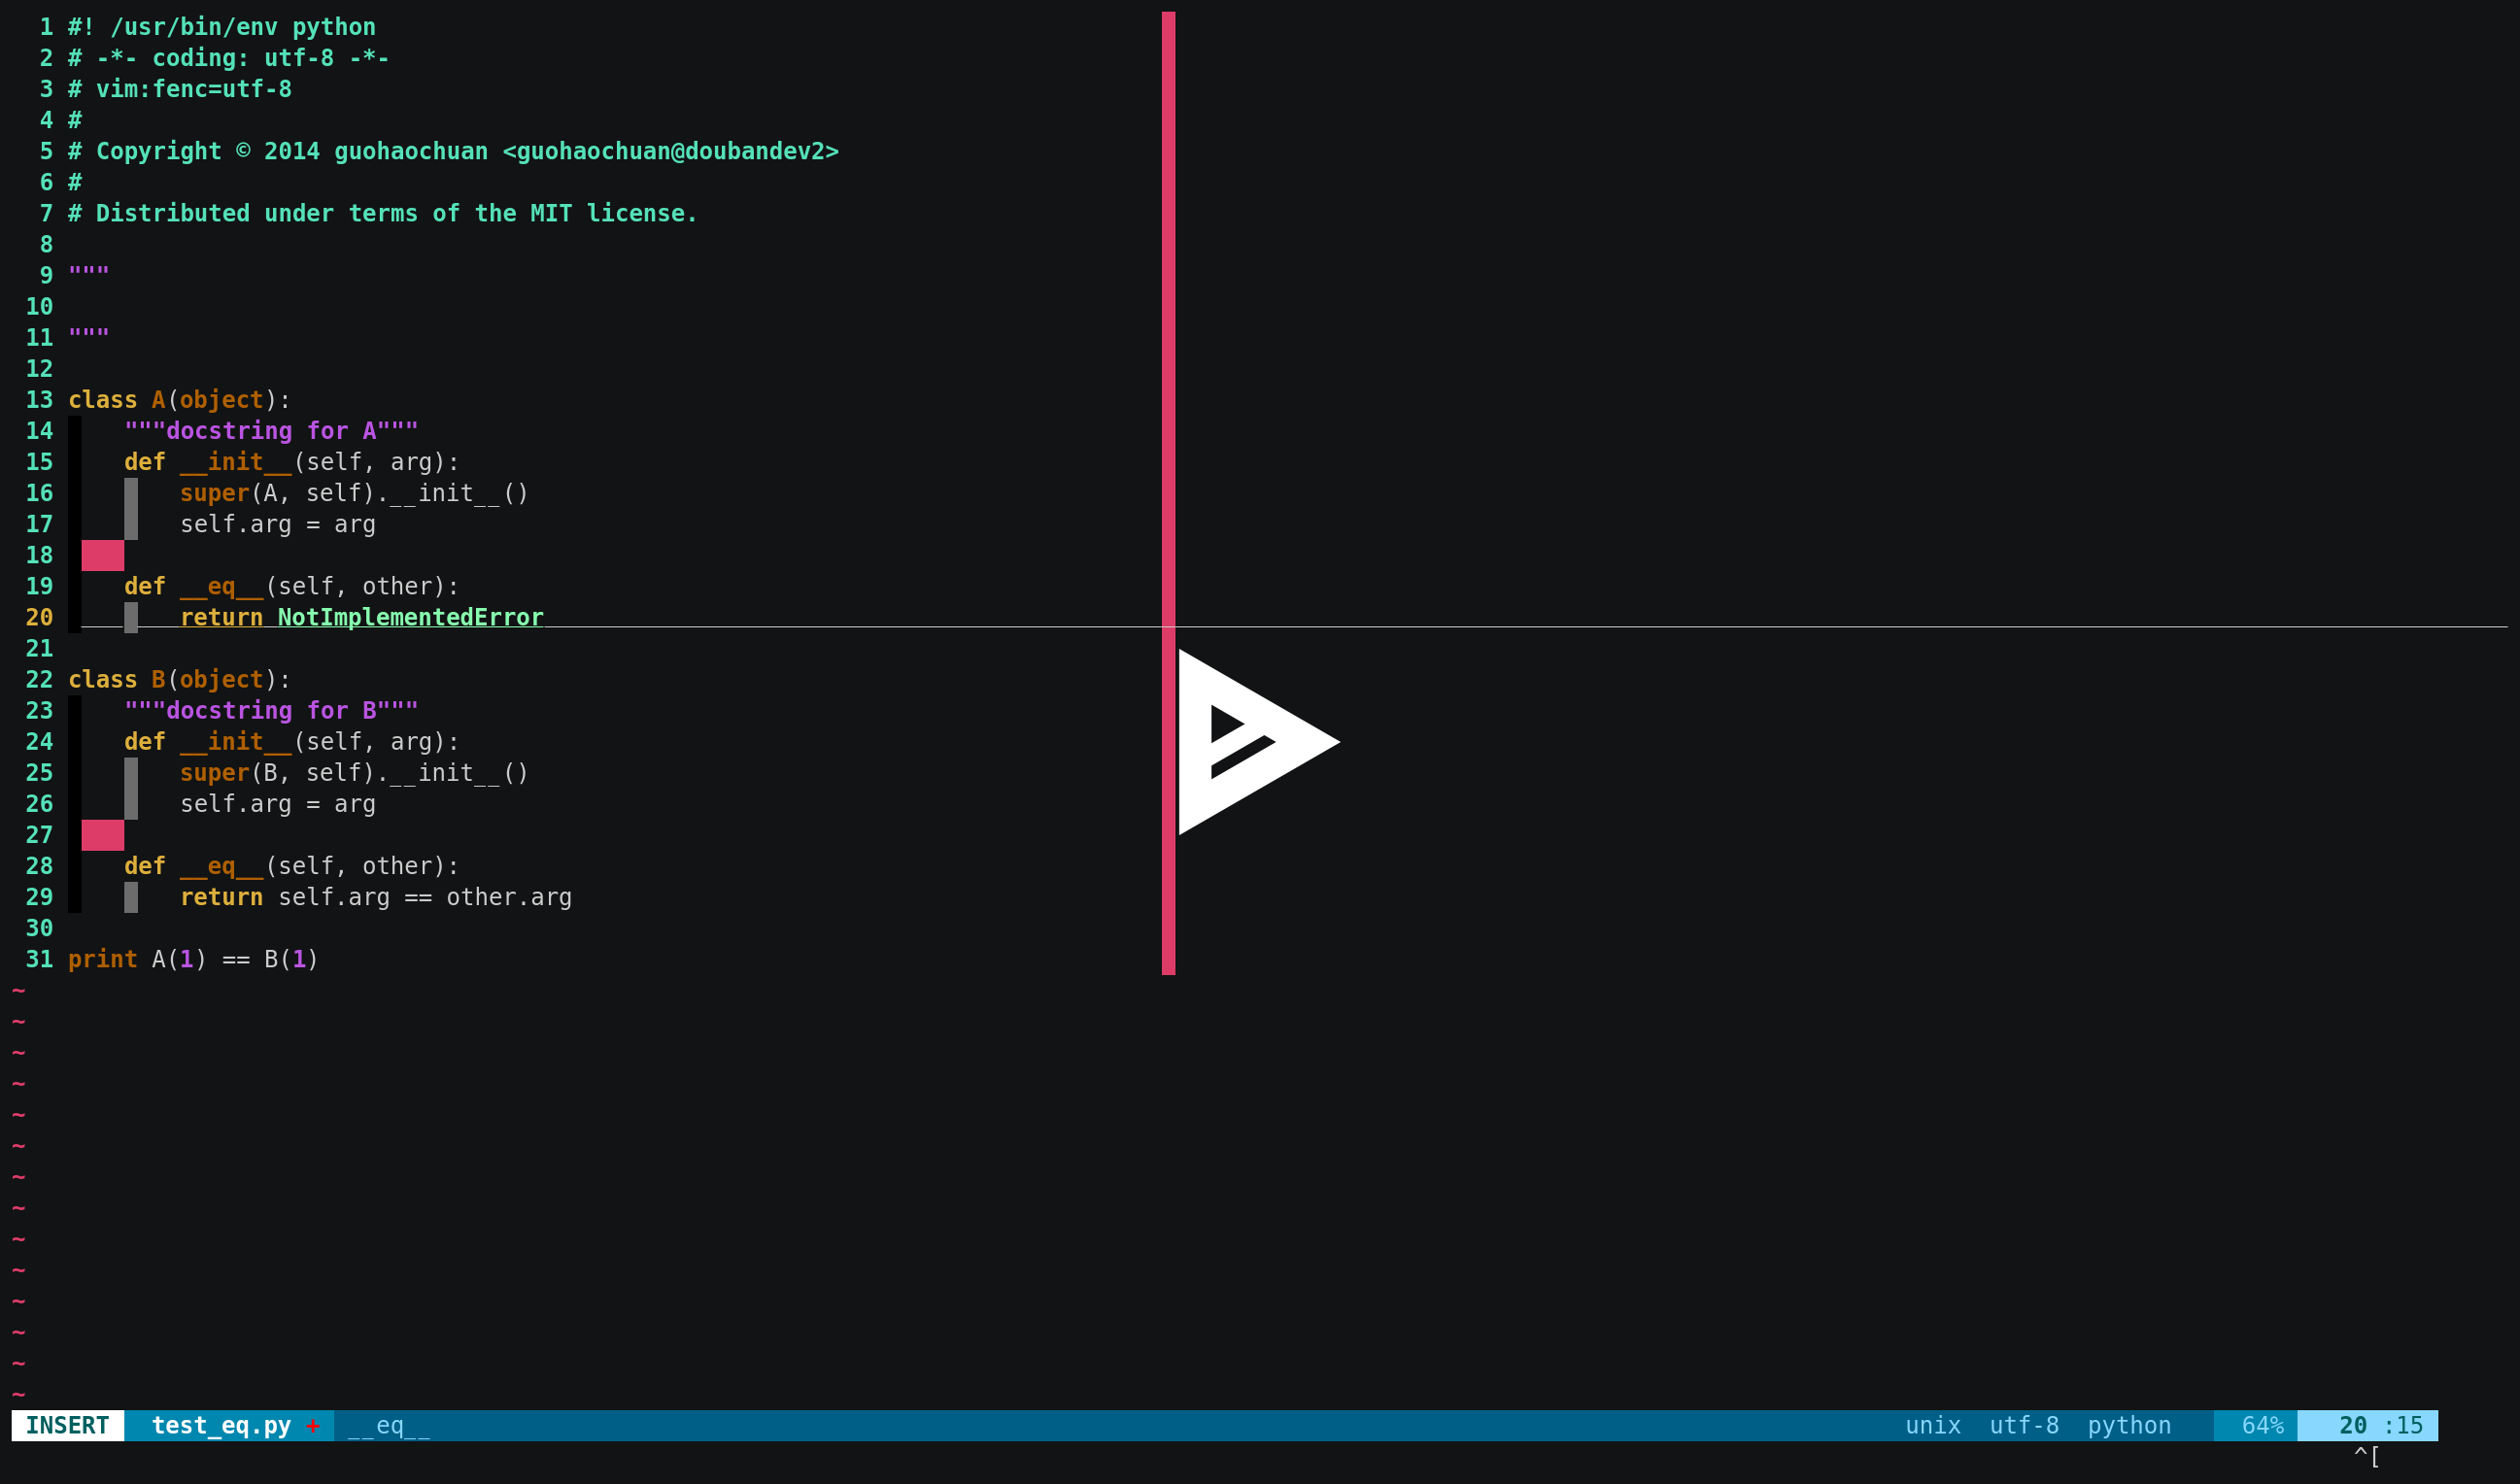 1 #! /usr/bin/env python
2 # -*- coding: utf-8 -*-
3 # vim:fenc=utf-8
4 #
5 # Copyright © 2014 guohaochuan <guohaochuan@doubandev2>
6 #
7 # Distributed under terms of the MIT license.
8
9 """
10
11 """
12
13 class A(object):
14     """docstring for A"""
15     def __init__(self, arg):
16         super(A, self).__init__()
17         self.arg = arg
18
19     def __eq__(self, other):
20         return NotImplementedError
21
22 class B(object):
23     """docstring for B"""
24     def __init__(self, arg):
25         super(B, self).__init__()
26         self.arg = arg
27
28     def __eq__(self, other):
29         return self.arg == other.arg
30
31 print A(1) == B(1)
~
~
~
~
~
~
~
~
~
~
~
~
~
~
INSERT test_eq.py + __eq__ unix utf-8 python 64% 20 :15
^[